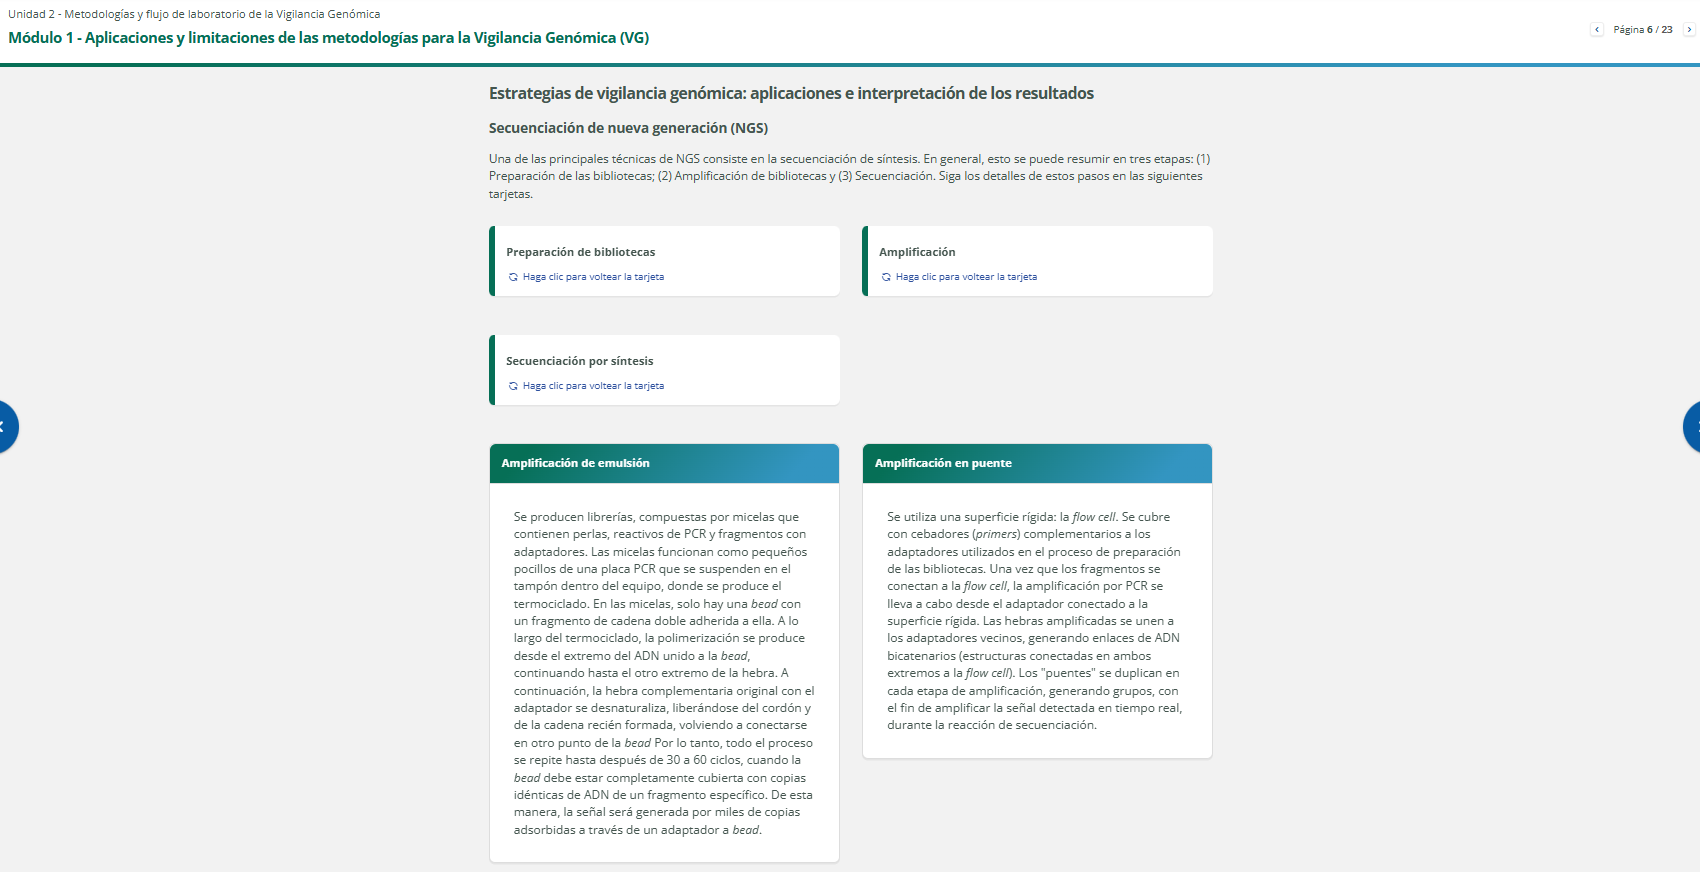 Unidad 2 - Metodologías y flujo de laboratorio de la Vigilancia Genómica
Módulo 1 - Aplicaciones y limitaciones de las metodologías para la Vigilancia Genómica (VG)
Página 6 / 23
Estrategias de vigilancia genómica: aplicaciones e interpretación de los resultados
Secuenciación de nueva generación (NGS)
Una de las principales técnicas de NGS consiste en la secuenciación de síntesis. En general, esto se puede resumir en tres etapas: (1)
Preparación de las bibliotecas; (2) Amplificación de bibliotecas y (3) Secuenciación. Siga los detalles de estos pasos en las siguientes
tarjetas.
Preparación de bibliotecas
Haga clic para voltear la tarjeta
Amplificación
Haga clic para voltear la tarjeta
Secuenciación por síntesis
Haga clic para voltear la tarjeta
Amplificación de emulsión
Se producen librerías, compuestas por micelas que
contienen perlas, reactivos de PCR y fragmentos con
adaptadores. Las micelas funcionan como pequeños
pocillos de una placa PCR que se suspenden en el
tampón dentro del equipo, donde se produce el
termociclado. En las micelas, solo hay una bead con
un fragmento de cadena doble adherida a ella. A lo
largo del termociclado, la polimerización se produce
desde el extremo del ADN unido a la bead,
continuando hasta el otro extremo de la hebra. A
continuación, la hebra complementaria original con el
adaptador se desnaturaliza, liberándose del cordón y
de la cadena recién formada, volviendo a conectarse
en otro punto de la bead Por lo tanto, todo el proceso
se repite hasta después de 30 a 60 ciclos, cuando la
bead debe estar completamente cubierta con copias
idénticas de ADN de un fragmento específico. De esta
manera, la señal será generada por miles de copias
adsorbidas a través de un adaptador a bead.
Amplificación en puente
Se utiliza una superficie rígida: la flow cell. Se cubre
con cebadores (primers) complementarios a los
adaptadores utilizados en el proceso de preparación
de las bibliotecas. Una vez que los fragmentos se
conectan a la flow cell, la amplificación por PCR se
lleva a cabo desde el adaptador conectado a la
superficie rígida. Las hebras amplificadas se unen a
los adaptadores vecinos, generando enlaces de ADN
bicatenarios (estructuras conectadas en ambos
extremos a la flow cell). Los "puentes" se duplican en
cada etapa de amplificación, generando grupos, con
el fin de amplificar la señal detectada en tiempo real,
durante la reacción de secuenciación.